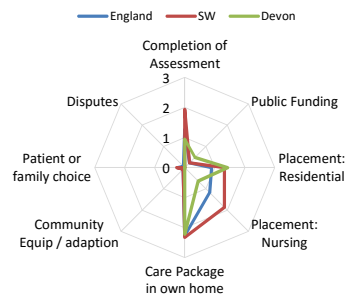 England SW Devon
Completion of
Assessment
3
2
1
0
Public Funding
Placement:
Residential
Placement:
Nursing
Care Package
in own home
Community
Equip / adaption
Patient or
family choice
Disputes